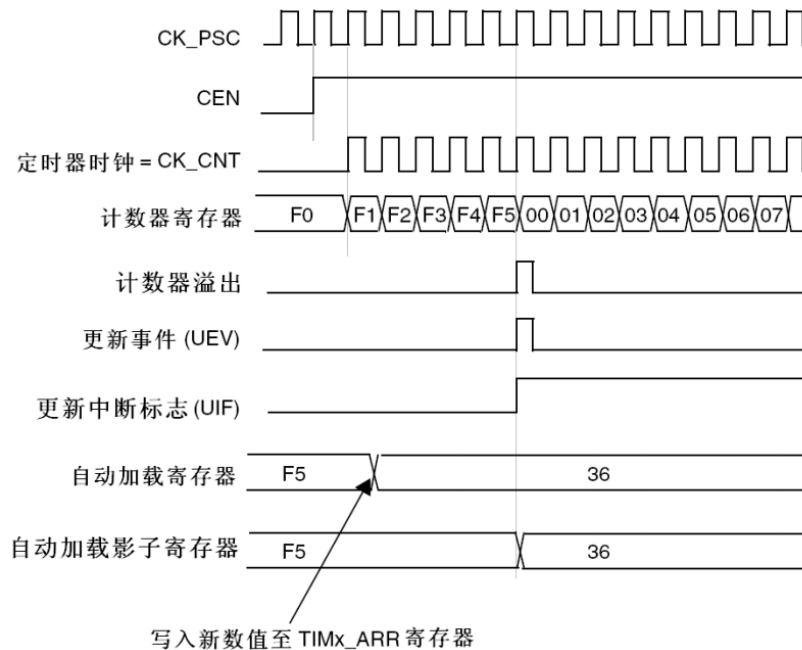 CK_PSC
CEN
定时器时钟 = CK_CNT
计数器寄存器 F0 F1 F2 F3 F4 F5 00 01 02 03 04 05 06 07
计数器溢出
更新事件 (UEV)
更新中断标志 (UIF)
自动加载寄存器 F5 36
自动加载影子寄存器 F5 36
写入新数值至 TIMx_ARR 寄存器